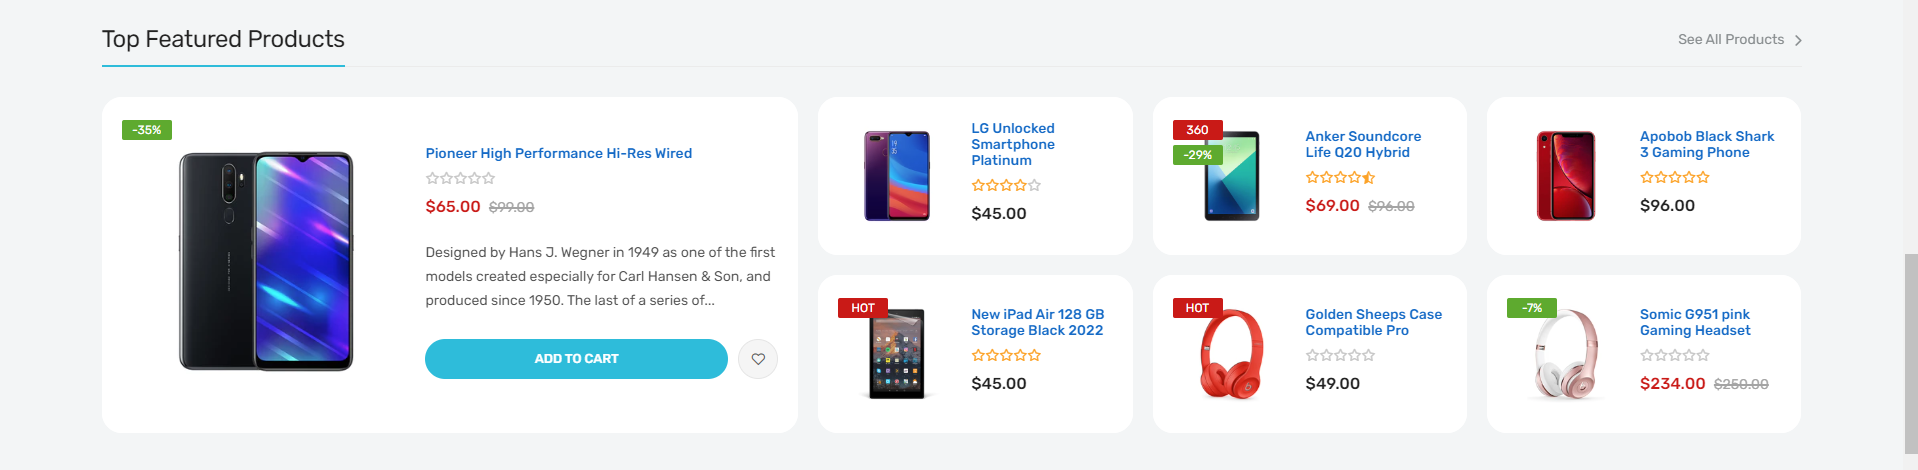 Top Featured Products
See All Products
-35%
Pioneer High Performance Hi-Res Wired
$65.00 $99.00
Designed by Hans J. Wegner in 1949 as one of the first
models created especially for Carl Hansen & Son, and
produced since 1950. The last of a series of...
ADD TO CART
LG Unlocked
Smartphone
Platinum
$45.00
360
-29%
Anker Soundcore
Life Q20 Hybrid
$69.00 $96.00
Apobob Black Shark
3 Gaming Phone
$96.00
HOT
New iPad Air 128 GB
Storage Black 2022
$45.00
HOT
Golden Sheeps Case
Compatible Pro
$49.00
-7%
Somic G951 pink
Gaming Headset
$234.00 $250.00